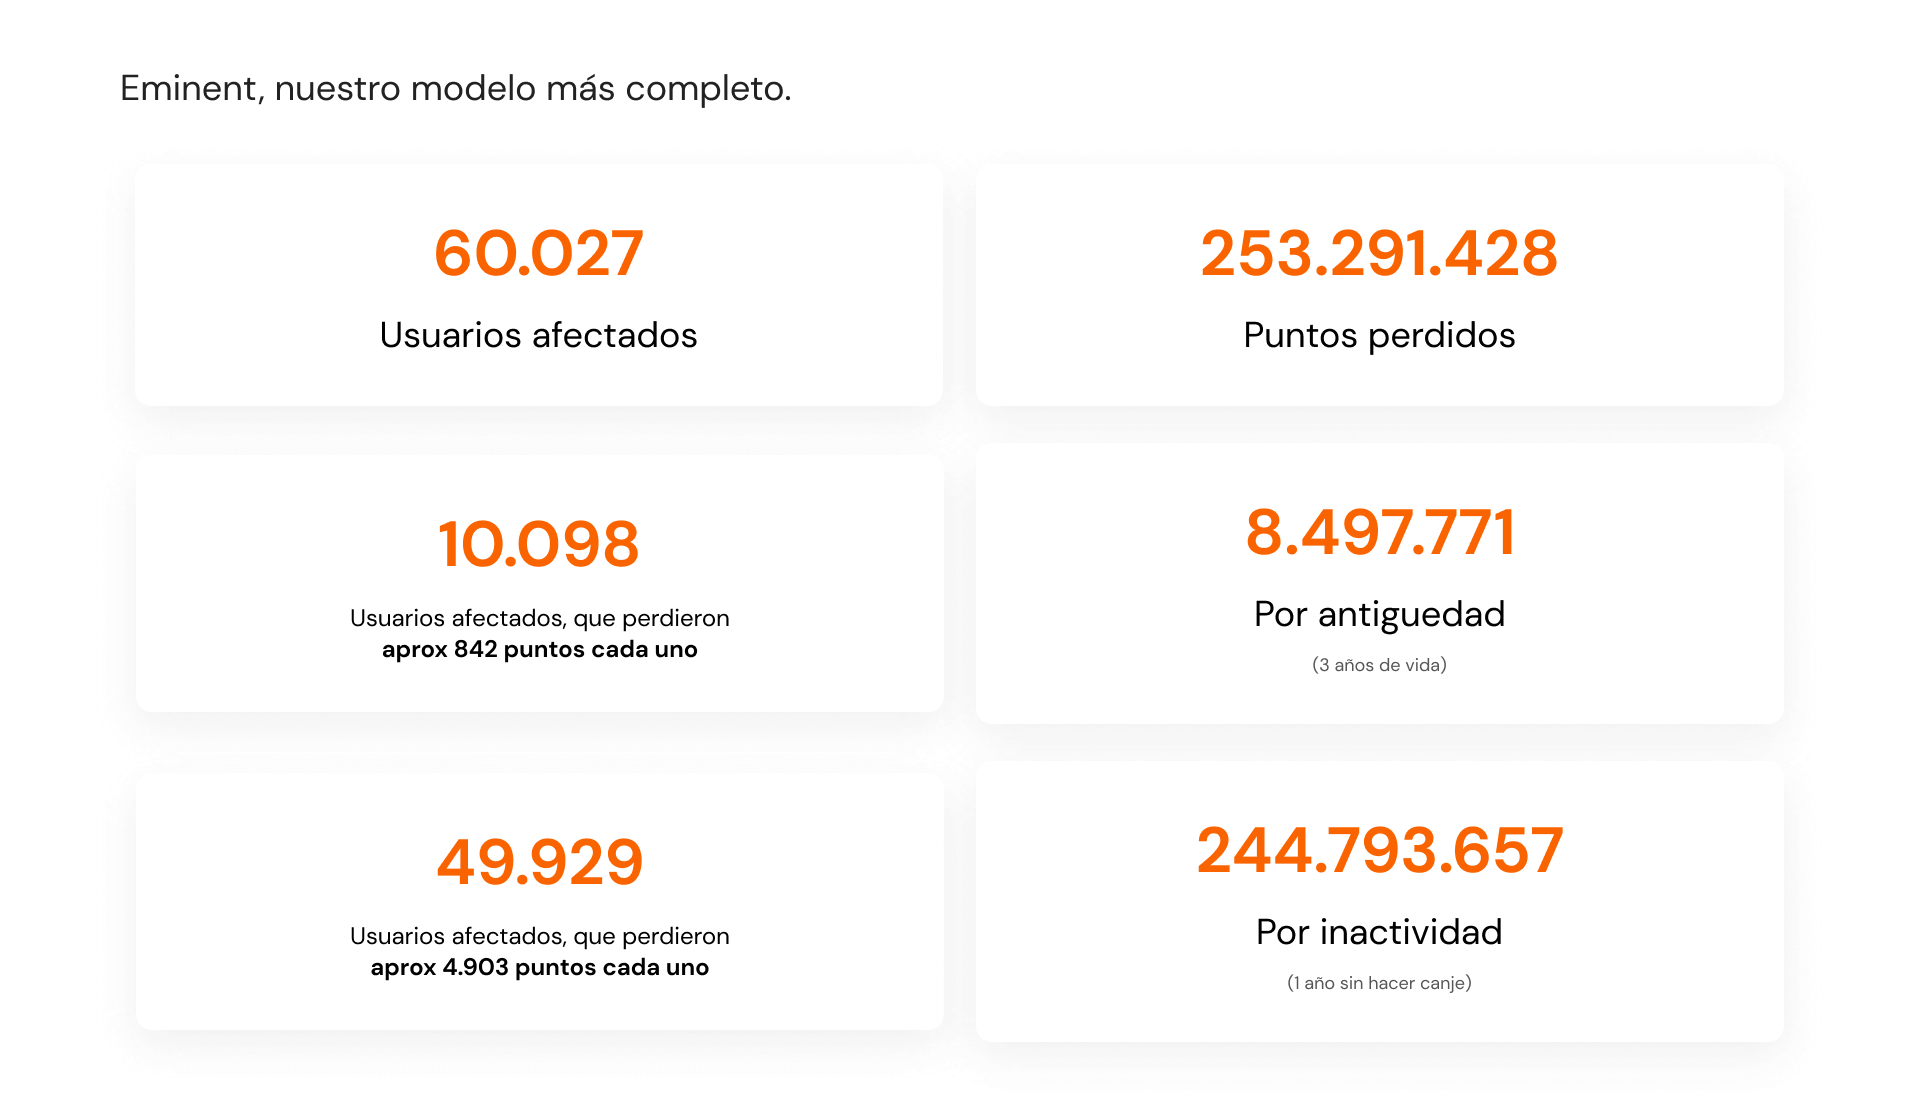 Eminent, nuestro modelo más completo.
60.027
Usuarios afectados
253.291.428
Puntos perdidos
10.098
Usuarios afectados, que perdieron
aprox 842 puntos cada uno
8.497.771
Por antiguedad
(3 años de vida)
49.929
Usuarios afectados, que perdieron
aprox 4.903 puntos cada uno
244.793.657
Por inactividad
(1 año sin hacer canje)